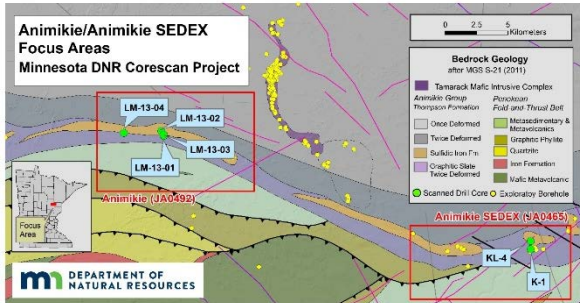 Animikie/Animikie SEDEX
Focus Areas
Minnesota DNR Corescan Project
0 2.5 5
Kilometers
Bedrock Geology
after MGS S-21 (2011)
Tamarack Mafic Intrusive Complex
Animikie Group
Thompson Formation
Once Deformed
Twice Deformed
Sulfidic Iron Fm
Graphitic Slate
Twice Deformed
Penokean
Fold-and-Thrust Belt
Metasedimentary &
Metavolcanics
Graphitic Phyllite
Quartzite
Iron Formation
Mafic Metavolcanic
Scanned Drill Core
Exploratory Borehole
LM-13-04
LM-13-02
LM-13-03
LM-13-01
Animikie (JA0492)
Animikie SEDEX (JA0465)
KL-4
K-1
Focus
Area
DEPARTMENT OF
NATURAL RESOURCES